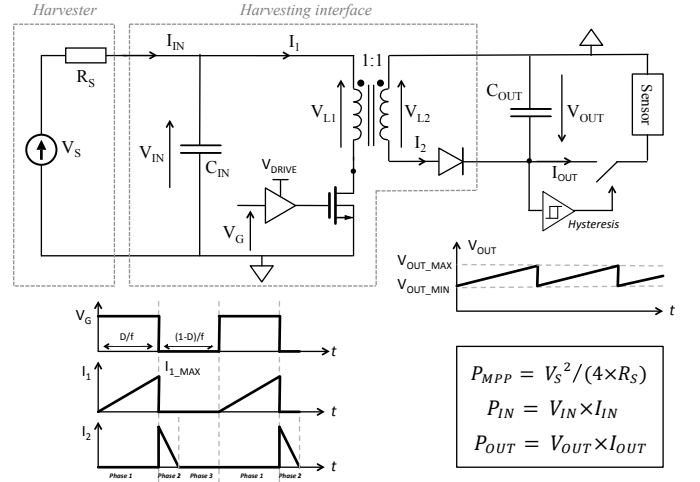 Harvester
Harvesting interface
R_S
I_IN
I_1
1:1
V_S
V_IN
C_IN
V_L1
V_L2
I_2
V_DRIVE
V_G
C_OUT
V_OUT
Sensor
I_OUT
Hysteresis
V_OUT
V_OUT_MAX
V_OUT_MIN
t
V_G
D/f
(1-D)/f
t
I_1
I_1_MAX
t
I_2
t
Phase 1 Phase 2 Phase 3 Phase 1 Phase 2
P_MPP = V_S²/(4×R_S)
P_IN = V_IN×I_IN
P_OUT = V_OUT×I_OUT